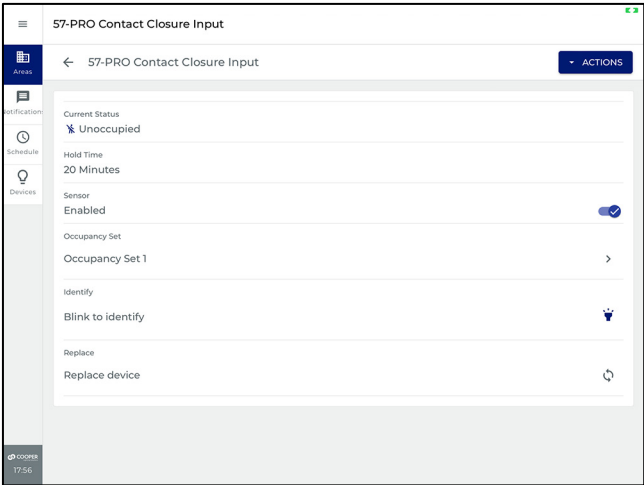 57-PRO Contact Closure Input
Areas
57-PRO Contact Closure Input
ACTIONS
Notifications
Schedule
Devices
Current Status
Unoccupied
Hold Time
20 Minutes
Sensor
Enabled
Occupancy Set
Occupancy Set 1
Identify
Blink to identify
Replace
Replace device
COOPER
17:56